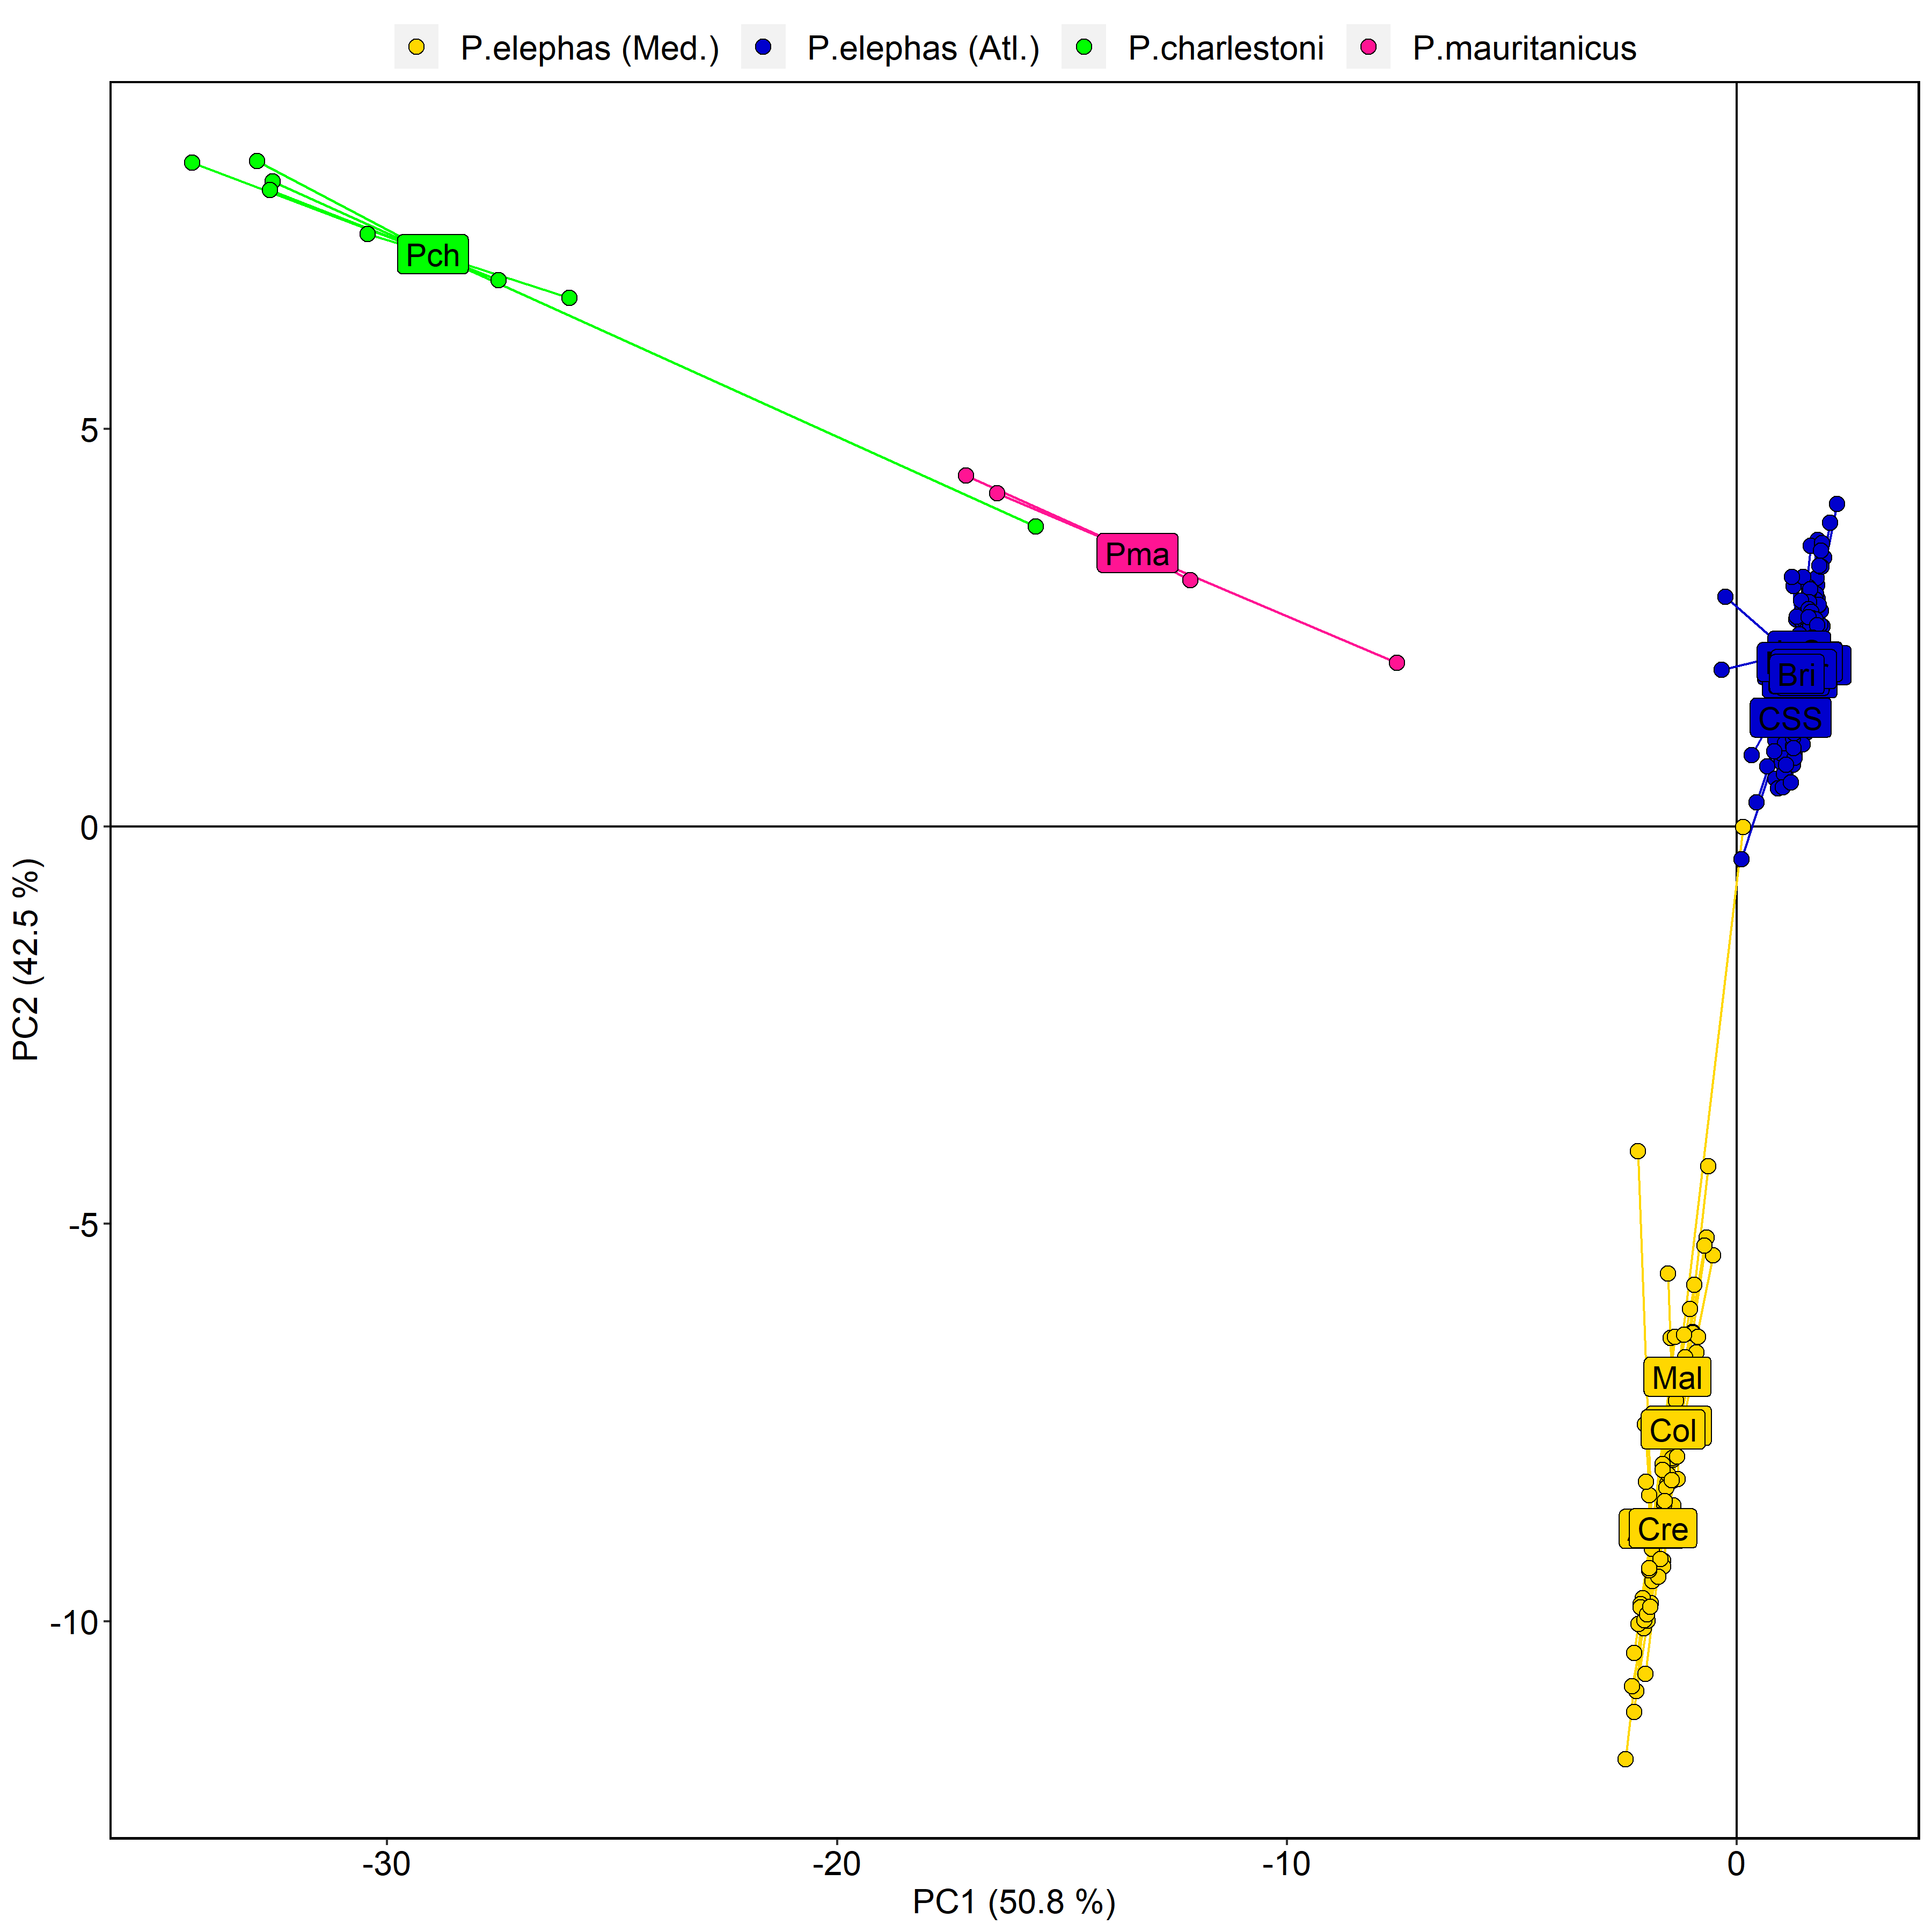 P.elephas (Med.) P.elephas (Atl.) P.charlestoni P.mauritanicus
Pch
5
Pma
Bri
CSS
0
PC2 (42.5 %)
-5
Mal
Col
Cre
-10
-30 -20 -10 0
PC1 (50.8 %)